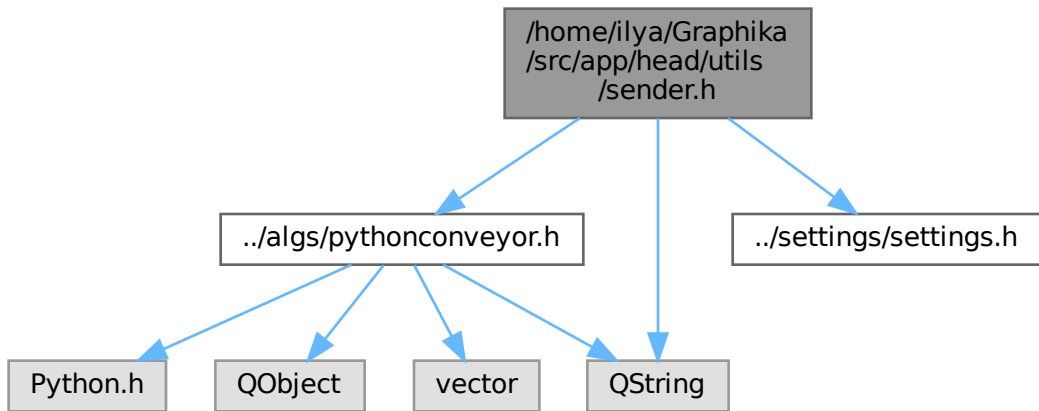 /home/ilya/Graphika
/src/app/head/utils
/sender.h
../algs/pythonconveyor.h
../settings/settings.h
Python.h
QObject
vector
QString